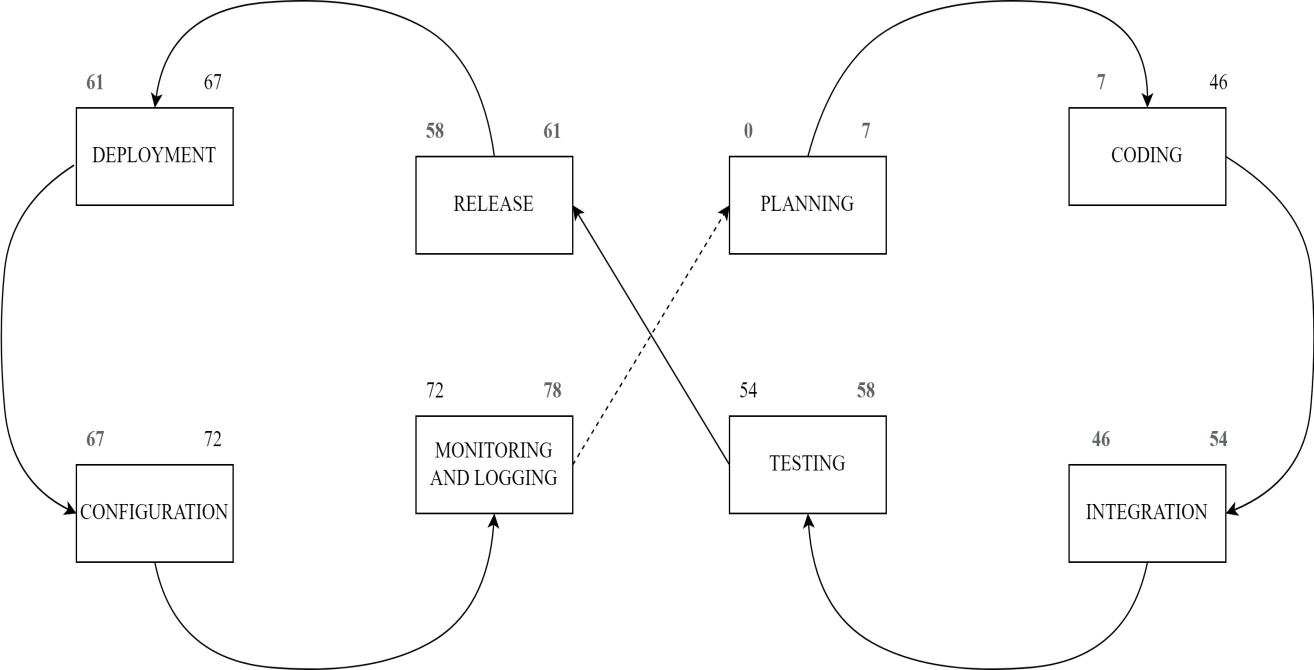 61 67
DEPLOYMENT
58 61
RELEASE
0 7
PLANNING
7 46
CODING
67 72
CONFIGURATION
72 78
MONITORING
AND LOGGING
54 58
TESTING
46 54
INTEGRATION